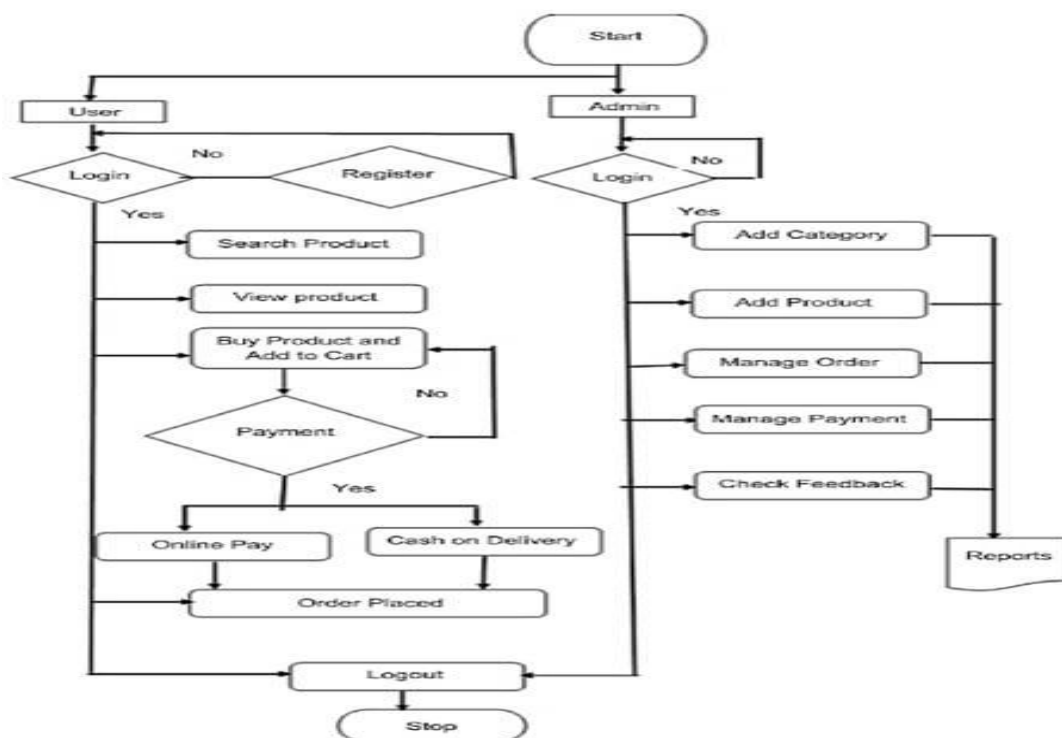 Start
User
Admin
Login
No
Register
Login
No
Yes
Yes
Search Product
Add Category
View product
Add Product
Buy Product and
Add to Cart
Manage Order
No
Payment
Manage Payment
Yes
Check Feedback
Online Pay
Cash on Delivery
Reports
Order Placed
Logout
Stop